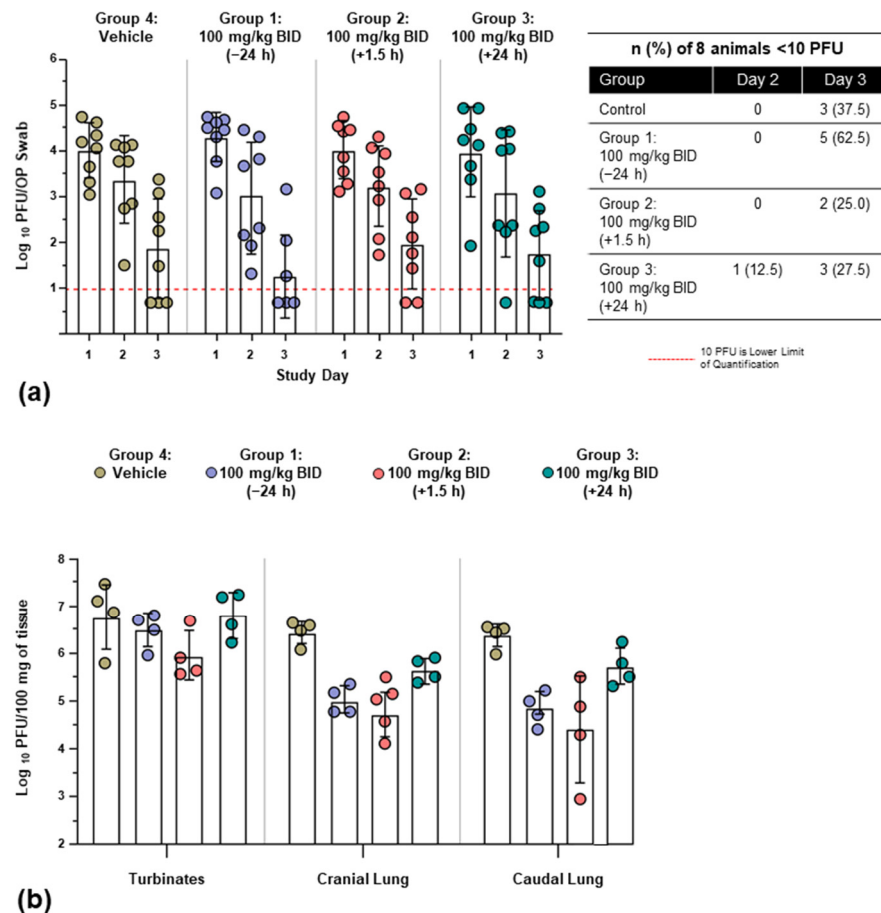 Group 4:
Vehicle
Group 1:
100 mg/kg BID
(−24 h)
Group 2:
100 mg/kg BID
(+1.5 h)
Group 3:
100 mg/kg BID
(+24 h)
Log 10 PFU/OP Swab
6
5
4
3
2
1
1 2 3 1 2 3 1 2 3 1 2 3
Study Day
(a)
n (%) of 8 animals <10 PFU
Group Day 2 Day 3
Control 0 3 (37.5)
Group 1:
100 mg/kg BID
(−24 h)
0 5 (62.5)
Group 2:
100 mg/kg BID
(+1.5 h)
0 2 (25.0)
Group 3:
100 mg/kg BID
(+24 h)
1 (12.5) 3 (27.5)
10 PFU is Lower Limit
of Quantification
Group 4:
Vehicle
Group 1:
100 mg/kg BID
(−24 h)
Group 2:
100 mg/kg BID
(+1.5 h)
Group 3:
100 mg/kg BID
(+24 h)
Log 10 PFU/100 mg of tissue
8
7
6
5
4
3
2
Turbinates Cranial Lung Caudal Lung
(b)